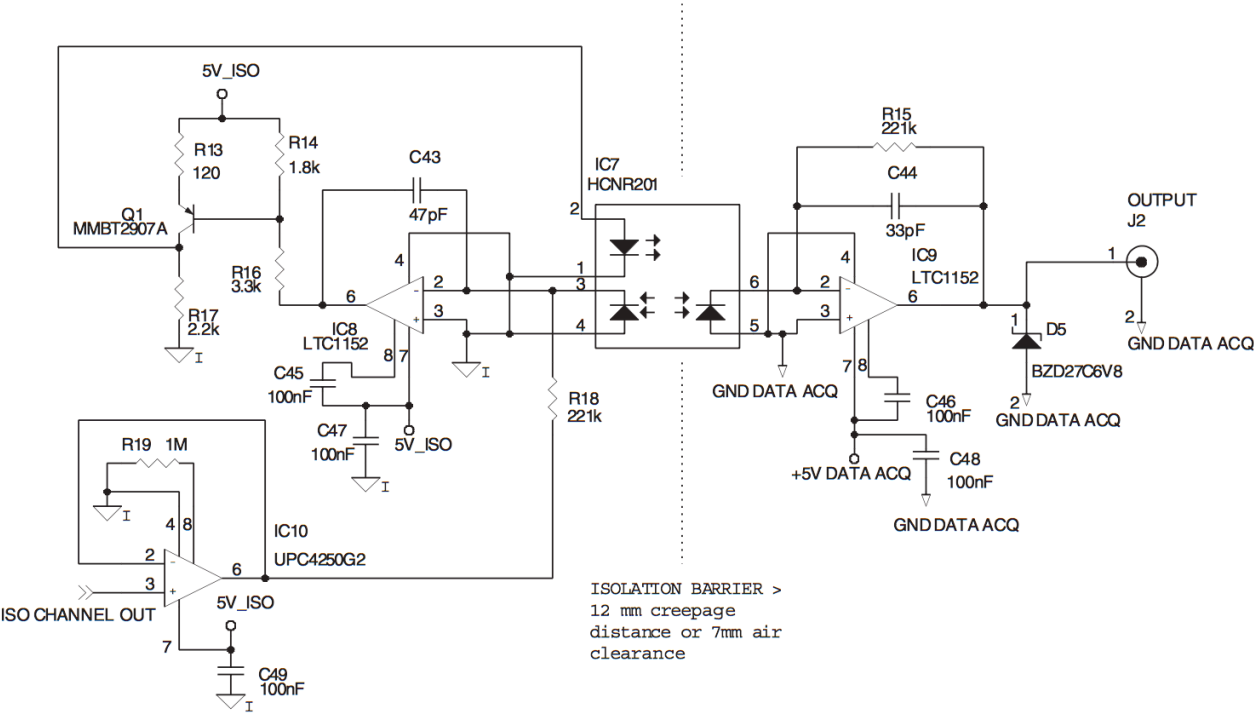 5V_ISO
R13
120
R14
1.8k
Q1
MMBT2907A
R16
3.3k
R17
2.2k
I
C43
47pF
4
2
3
6
8 7
IC8
LTC1152
C45
100nF
C47
100nF
5V_ISO
I
I
IC7
HCNR201
2
1
3
4
6
5
R18
221k
R15
221k
C44
33pF
IC9
LTC1152
4
2
3
6
7 8
GND DATA ACQ
C46
100nF
C48
100nF
+5V DATA ACQ
GND DATA ACQ
OUTPUT
J2
1
2
GND DATA ACQ
1
D5
BZD27C6V8
2
GND DATA ACQ
R19 1M
I
4 8
IC10
UPC4250G2
2
3
6
ISO CHANNEL OUT
5V_ISO
7
C49
100nF
I
ISOLATION BARRIER >
12 mm creepage
distance or 7mm air
clearance